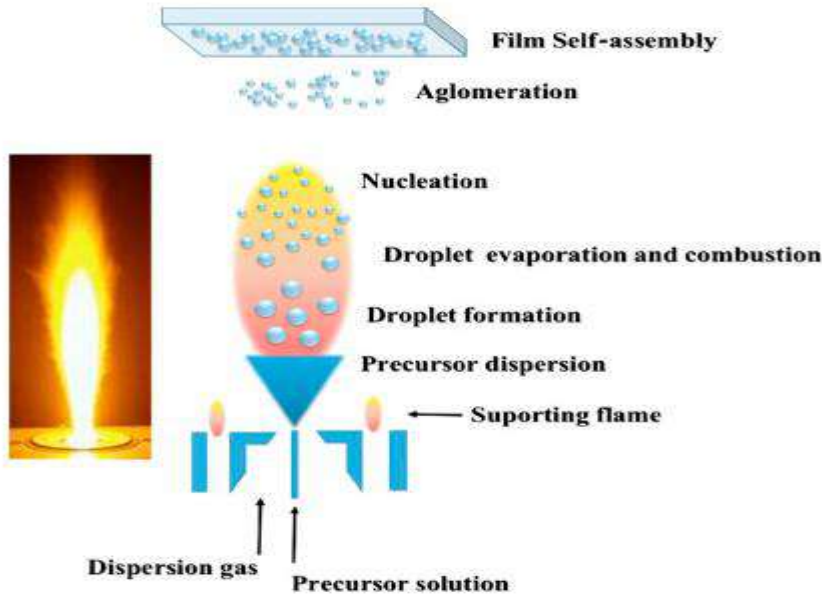 Film Self-assembly
Aglomeration
Nucleation
Droplet evaporation and combustion
Droplet formation
Precursor dispersion
Suporting flame
Dispersion gas
Precursor solution